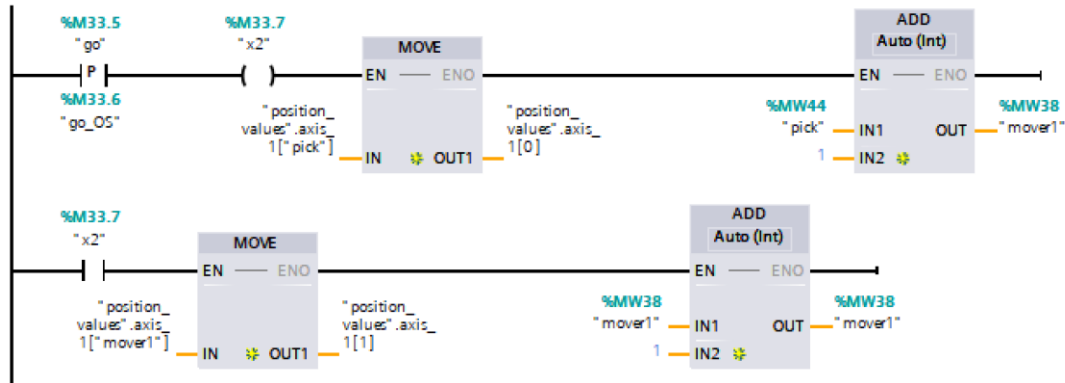 %M33.5
"go"
P
%M33.6
"go_OS"
%M33.7
"x2"
MOVE
EN
ENO
"position_
values".axis_
1["pick"]
IN
OUT1
"position_
values".axis_
1[0]
ADD
Auto (Int)
EN
ENO
%MW44
"pick"
IN1
1
IN2
OUT
%MW38
"mover1"
%M33.7
"x2"
MOVE
EN
ENO
"position_
values".axis_
1["mover1"]
IN
OUT1
"position_
values".axis_
1[1]
ADD
Auto (Int)
EN
ENO
%MW38
"mover1"
IN1
1
IN2
OUT
%MW38
"mover1"